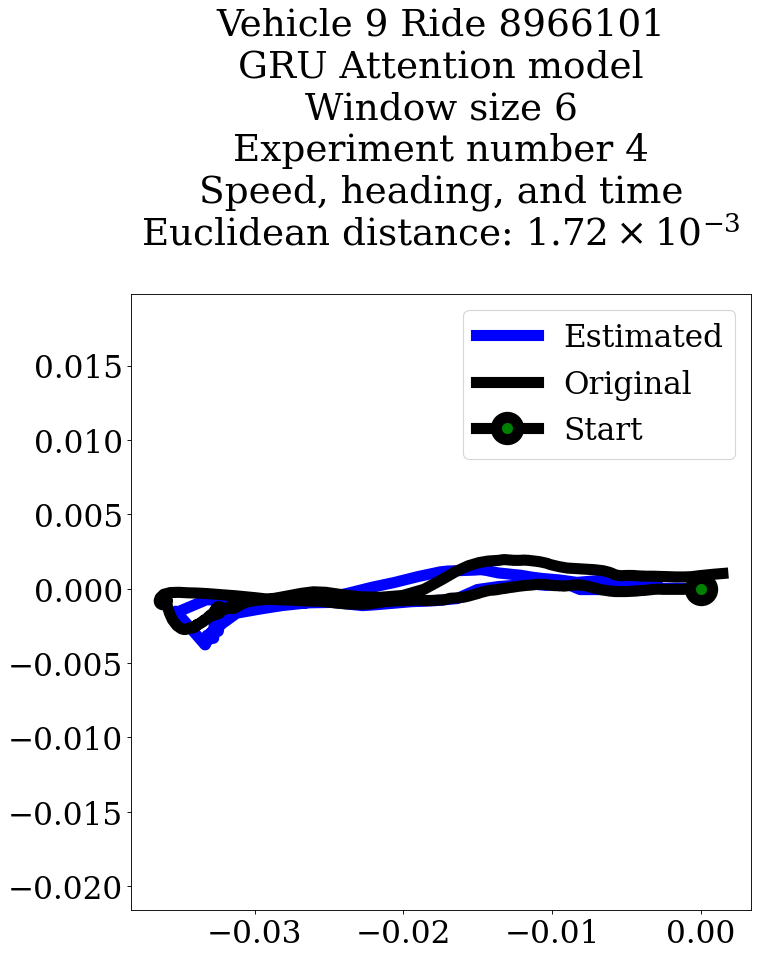 Vehicle 9 Ride 8966101
GRU Attention model
Window size 6
Experiment number 4
Speed, heading, and time
Euclidean distance: 1.72 × 10⁻³
Estimated
Original
Start
0.015
0.010
0.005
0.000
−0.005
−0.010
−0.015
−0.020
−0.03
−0.02
−0.01
0.00